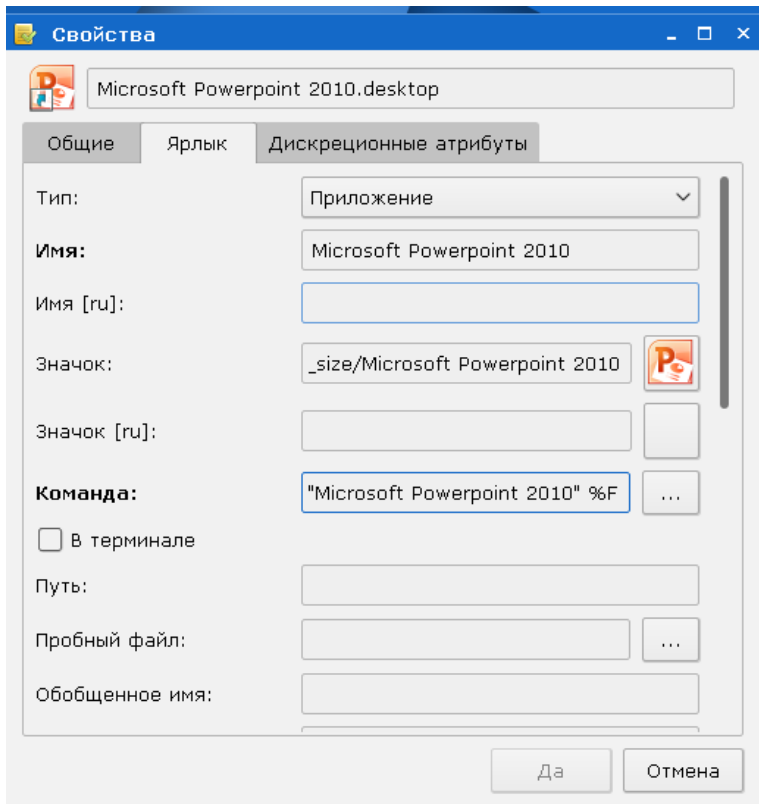 Свойства
Microsoft Powerpoint 2010.desktop
Общие Ярлык Дискреционные атрибуты
Тип: Приложение
Имя: Microsoft Powerpoint 2010
Имя [ru]:
Значок: _size/Microsoft Powerpoint 2010
Значок [ru]:
Команда: "Microsoft Powerpoint 2010" %F ...
В терминале
Путь:
Пробный файл: ...
Обобщенное имя:
Да Отмена